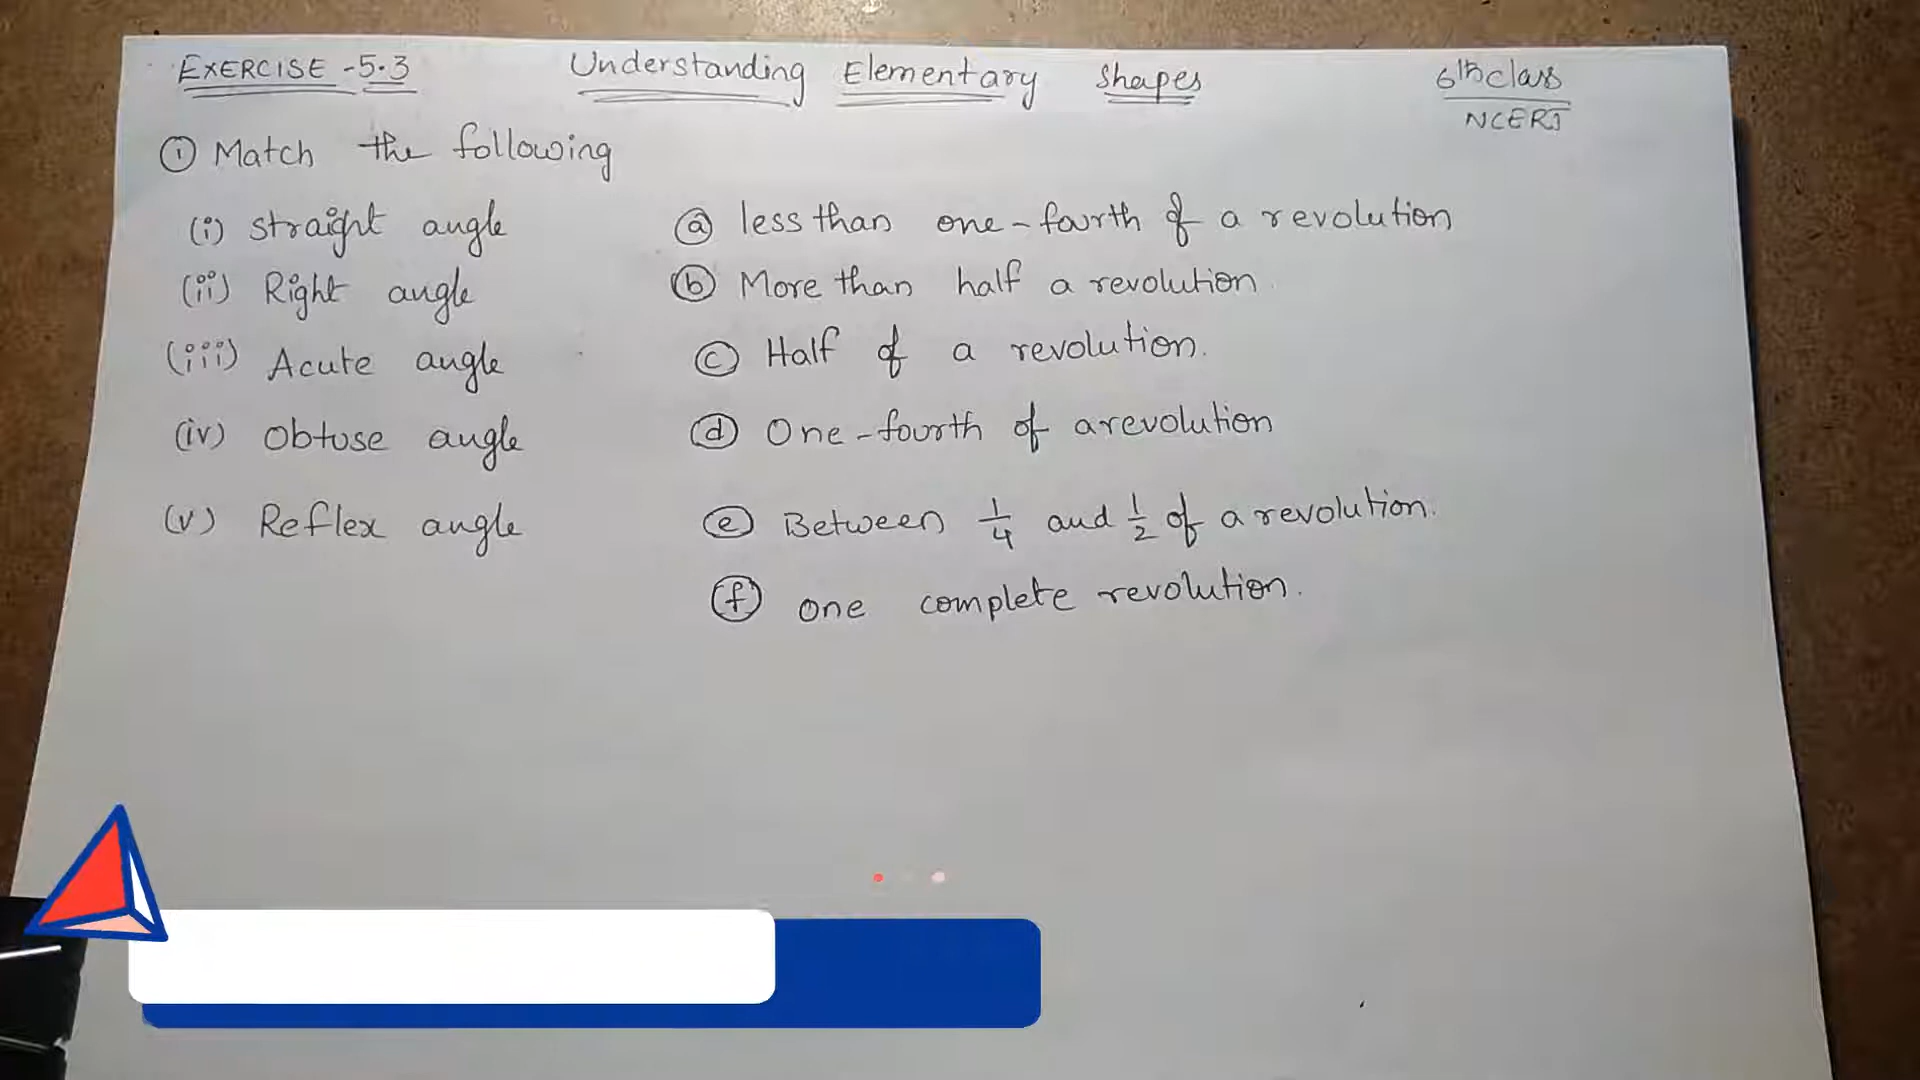 EXERCISE - 5.3 Understanding Elementary Shapes 6th class
NCERT
① Match the following
(i) straight angle ⓐ less than one-fourth of a revolution
(ii) Right angle ⓑ More than half a revolution
(iii) Acute angle ⓒ Half of a revolution.
(iv) Obtuse angle ⓓ One-fourth of a revolution
(v) Reflex angle ⓔ Between 1/4 and 1/2 of a revolution.
ⓕ one complete revolution.